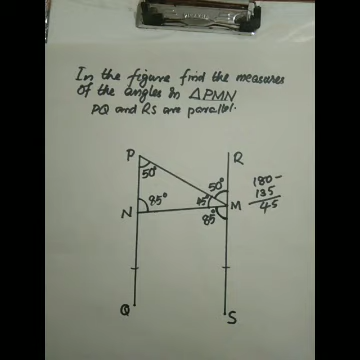 In the figure find the measures
of the angles in △PMN
PQ and RS are parallel.
P
R
50°
50°
180-
135
45
N
85°
45°
M
85°
Q
S